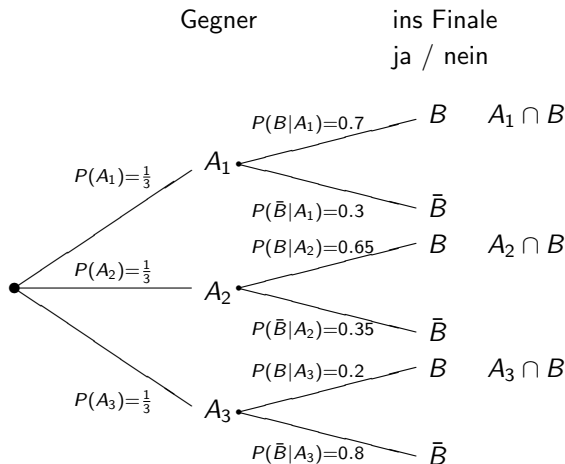 Gegner
ins Finale
ja / nein
P(B|A₁)=0.7
B
A₁ ∩ B
P(A₁)=1/3
A₁
P(B̄|A₁)=0.3
B̄
P(B|A₂)=0.65
B
A₂ ∩ B
P(A₂)=1/3
A₂
P(B̄|A₂)=0.35
B̄
P(B|A₃)=0.2
B
A₃ ∩ B
P(A₃)=1/3
A₃
P(B̄|A₃)=0.8
B̄